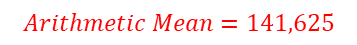 Arithmetic Mean = 141,625